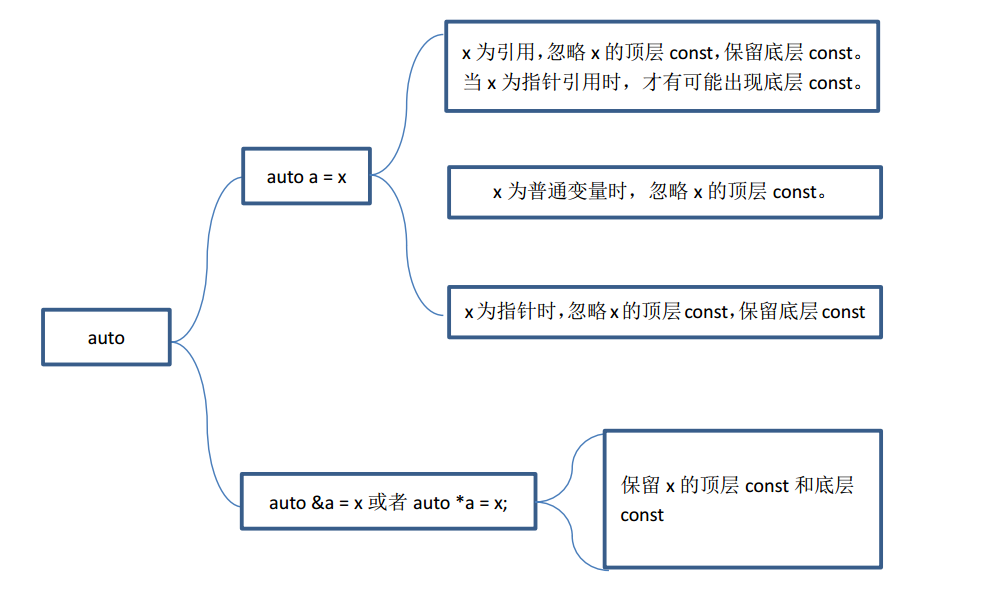 x 为引用，忽略 x 的顶层 const，保留底层 const。
当 x 为指针引用时，才有可能出现底层 const。
auto a = x
x 为普通变量时，忽略 x 的顶层 const。
x 为指针时，忽略 x 的顶层 const，保留底层 const
auto
auto &a = x 或者 auto *a = x;
保留 x 的顶层 const 和底层
const